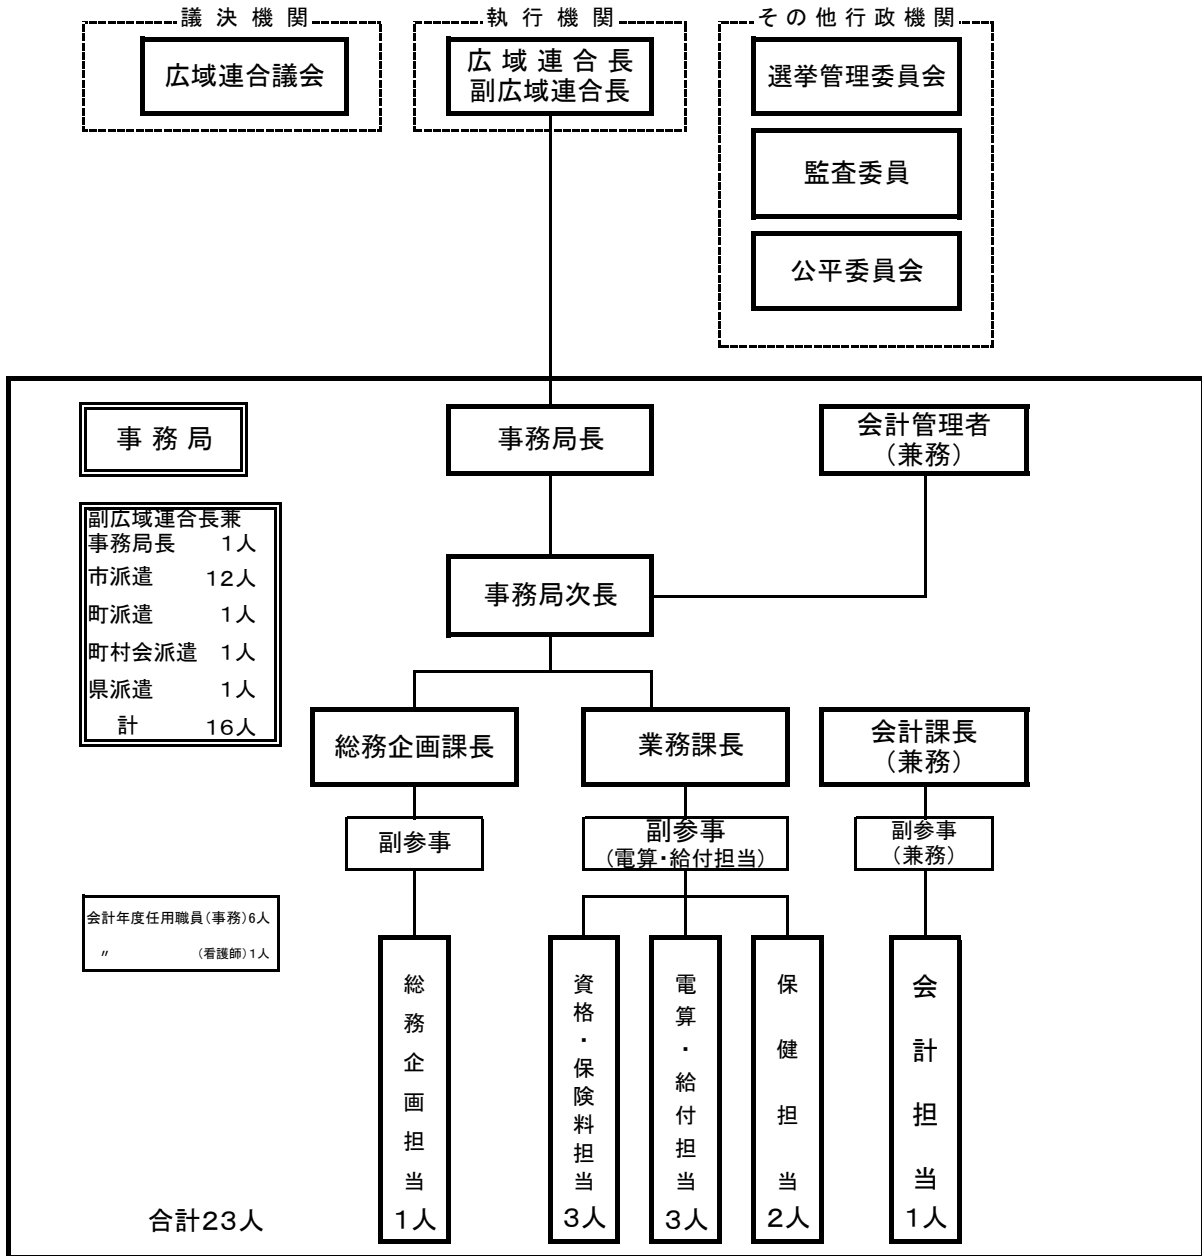 議決機関
広域連合議会
執行機関
広域連合長
副広域連合長
その他行政機関
選挙管理委員会
監査委員
公平委員会
事務局
事務局長
会計管理者
(兼務)
副広域連合長兼
事務局長 1人
市派遣 12人
町派遣 1人
町村会派遣 1人
県派遣 1人
計 16人
事務局次長
総務企画課長
業務課長
会計課長
(兼務)
副参事
副参事
(電算・給付担当)
副参事
(兼務)
会計年度任用職員(事務)6人
〃 (看護師)1人
総務企画担当
1人
資格・保険料担当
3人
電算・給付担当
3人
保健担当
2人
会計担当
1人
合計23人